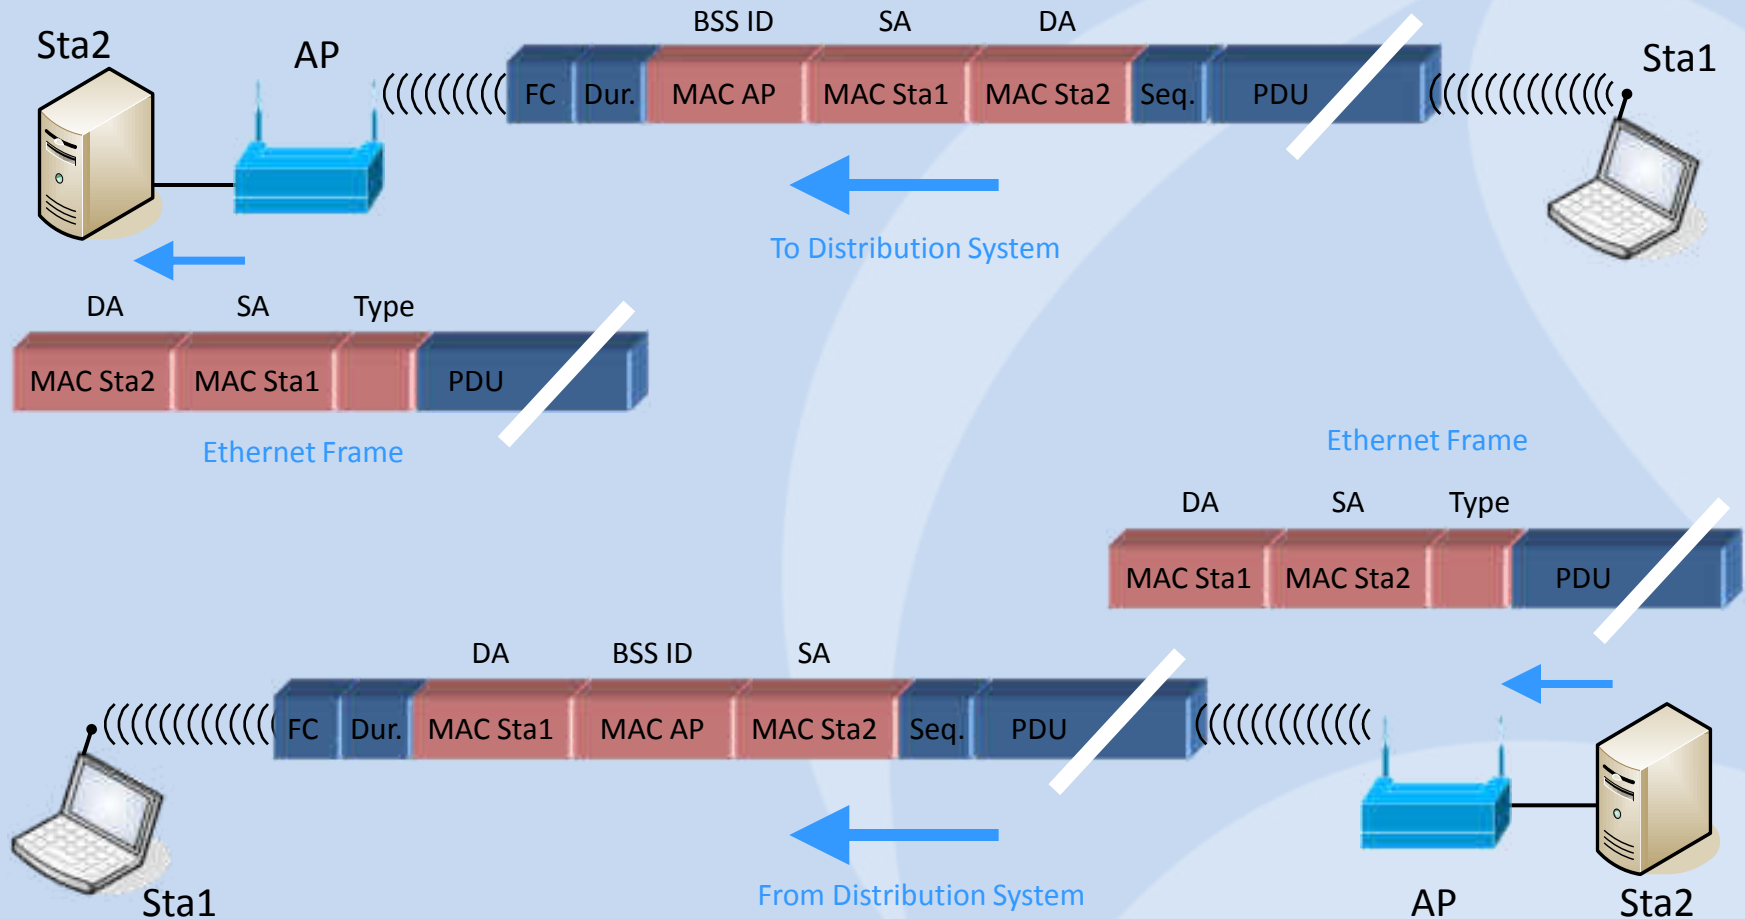 BSS ID SA DA
Sta2 AP Sta1
FC Dur. MAC AP MAC Sta1 MAC Sta2 Seq. PDU
To Distribution System
DA SA Type
MAC Sta2 MAC Sta1 PDU
Ethernet Frame
Ethernet Frame
DA SA Type
MAC Sta1 MAC Sta2 PDU
DA BSS ID SA
FC Dur. MAC Sta1 MAC AP MAC Sta2 Seq. PDU
From Distribution System
Sta1 AP Sta2